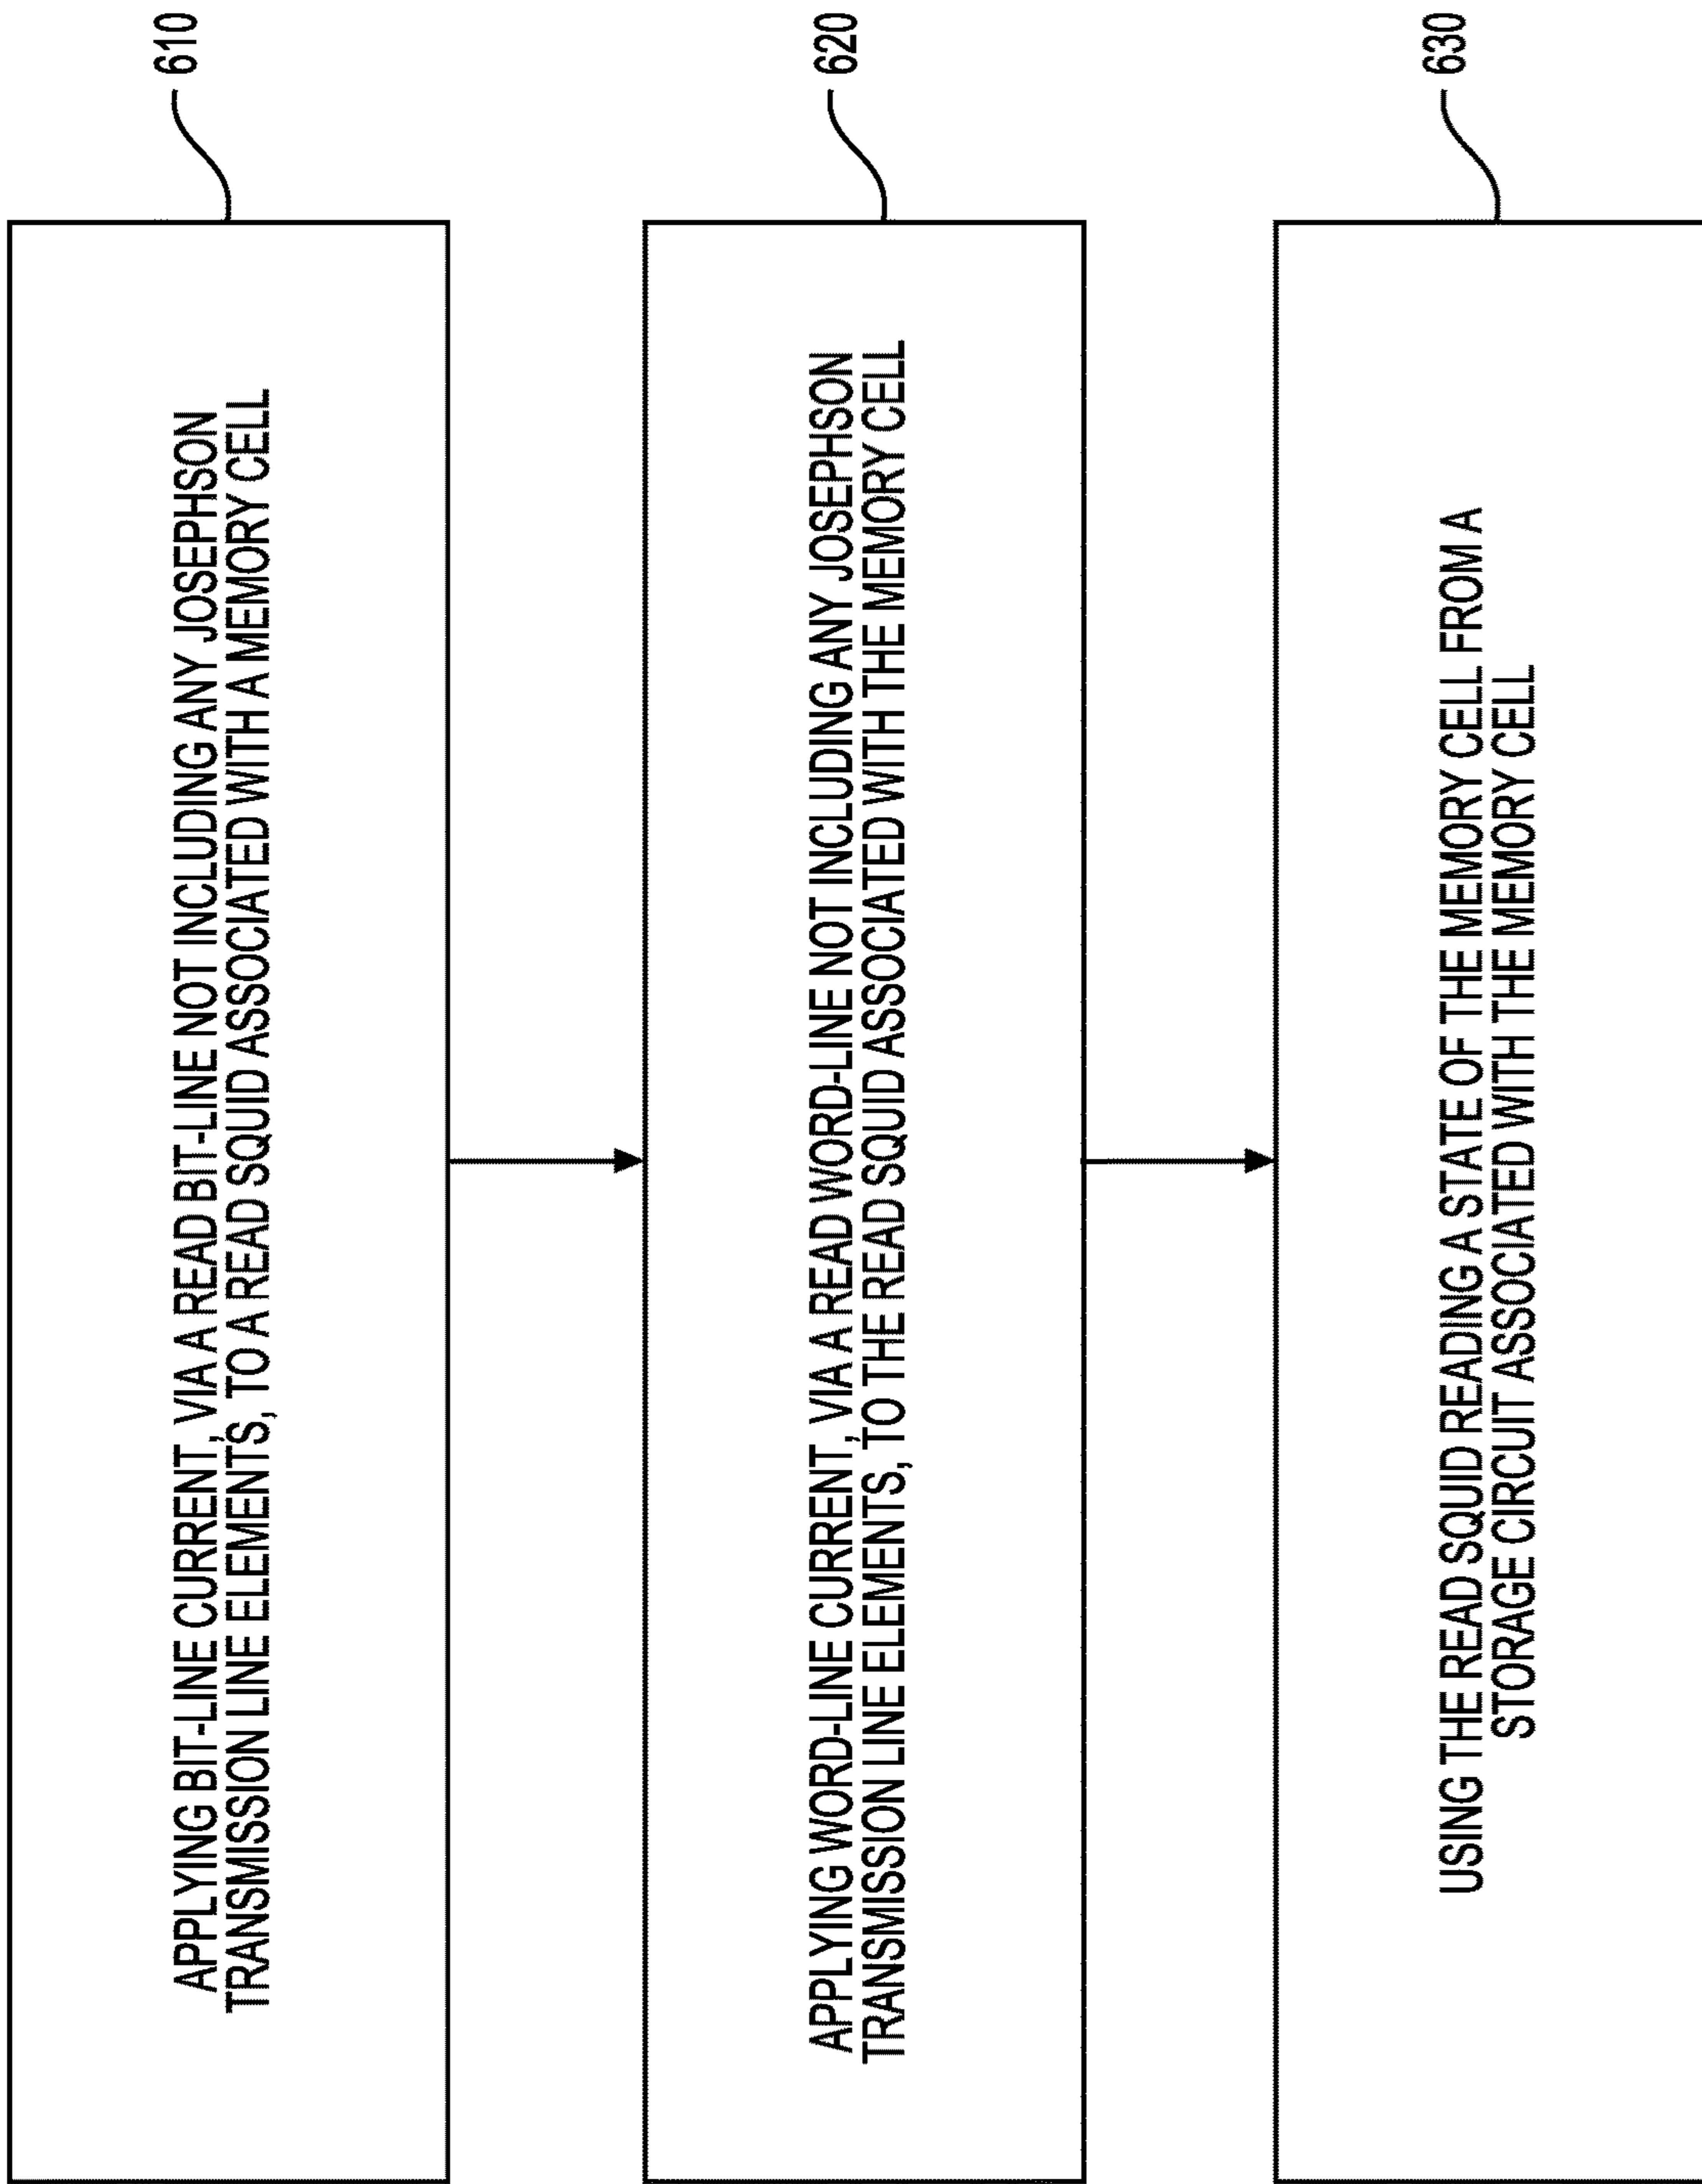 610
APPLYING BIT-LINE CURRENT, VIA A READ BIT-LINE NOT INCLUDING ANY JOSEPHSON
TRANSMISSION LINE ELEMENTS, TO A READ SQUID ASSOCIATED WITH A MEMORY CELL
620
APPLYING WORD-LINE CURRENT, VIA A READ WORD-LINE NOT INCLUDING ANY JOSEPHSON
TRANSMISSION LINE ELEMENTS, TO THE READ SQUID ASSOCIATED WITH THE MEMORY CELL
630
USING THE READ SQUID READING A STATE OF THE MEMORY CELL FROM A
STORAGE CIRCUIT ASSOCIATED WITH THE MEMORY CELL